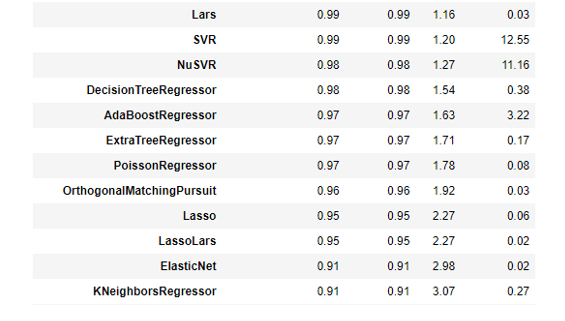 Lars 0.99 0.99 1.16 0.03
SVR 0.99 0.99 1.20 12.55
NuSVR 0.98 0.98 1.27 11.16
DecisionTreeRegressor 0.98 0.98 1.54 0.38
AdaBoostRegressor 0.97 0.97 1.63 3.22
ExtraTreeRegressor 0.97 0.97 1.71 0.17
PoissonRegressor 0.97 0.97 1.78 0.08
OrthogonalMatchingPursuit 0.96 0.96 1.92 0.03
Lasso 0.95 0.95 2.27 0.06
LassoLars 0.95 0.95 2.27 0.02
ElasticNet 0.91 0.91 2.98 0.02
KNeighborsRegressor 0.91 0.91 3.07 0.27